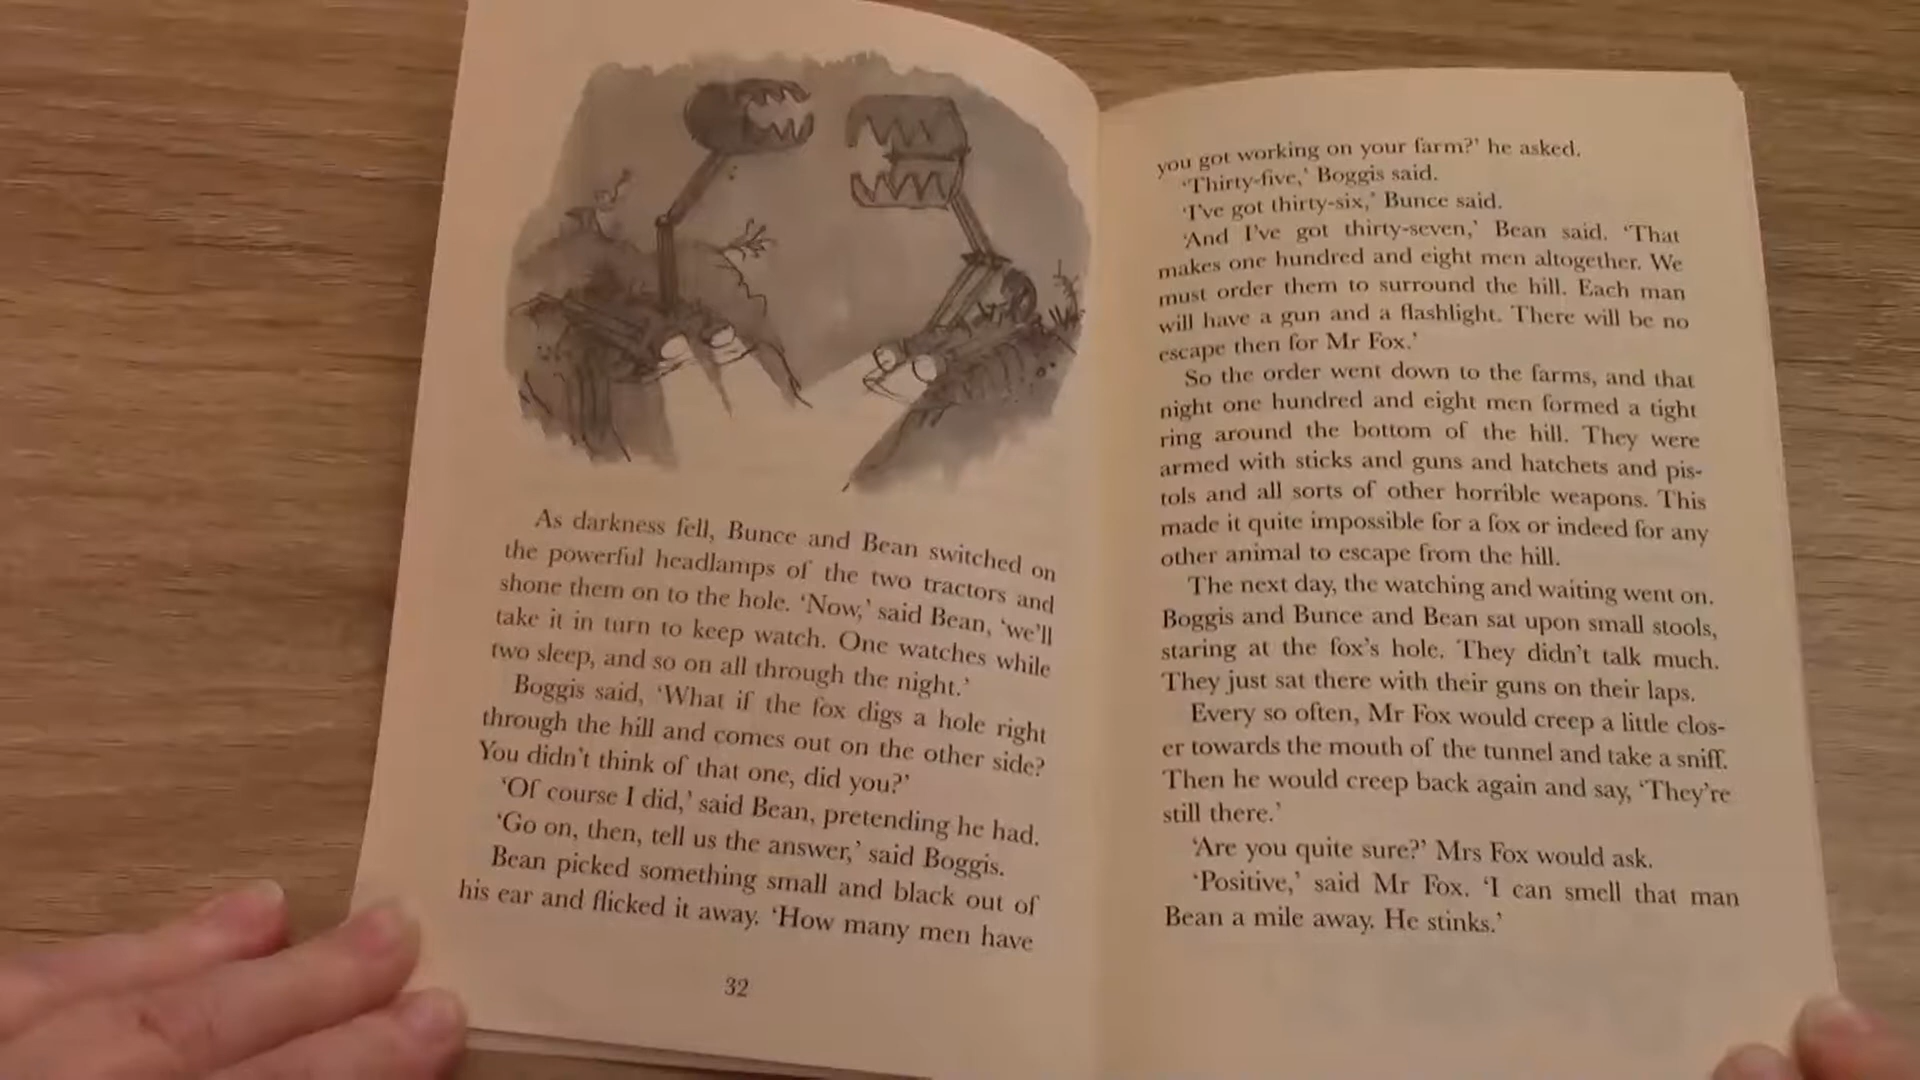 As darkness fell, Bunce and Bean switched on
the powerful headlamps of the two tractors and
shone them on to the hole. ‘Now,’ said Bean, ‘we’ll
take it in turn to keep watch. One watches while
two sleep, and so on all through the night.’
Boggis said, ‘What if the fox digs a hole right
through the hill and comes out on the other side?
You didn’t think of that one, did you?’
‘Of course I did,’ said Bean, pretending he had.
‘Go on, then, tell us the answer,’ said Boggis.
Bean picked something small and black out of
his ear and flicked it away. ‘How many men have
32
you got working on your farm?’ he asked.
‘Thirty-five,’ Boggis said.
‘I’ve got thirty-six,’ Bunce said.
‘And I’ve got thirty-seven,’ Bean said. ‘That
makes one hundred and eight men altogether. We
must order them to surround the hill. Each man
will have a gun and a flashlight. There will be no
escape then for Mr Fox.’
So the order went down to the farms, and that
night one hundred and eight men formed a tight
ring around the bottom of the hill. They were
armed with sticks and guns and hatchets and pis-
tols and all sorts of other horrible weapons. This
made it quite impossible for a fox or indeed for any
other animal to escape from the hill.
The next day, the watching and waiting went on.
Boggis and Bunce and Bean sat upon small stools,
staring at the fox’s hole. They didn’t talk much.
They just sat there with their guns on their laps.
Every so often, Mr Fox would creep a little clos-
er towards the mouth of the tunnel and take a sniff.
Then he would creep back again and say, ‘They’re
still there.’
‘Are you quite sure?’ Mrs Fox would ask.
‘Positive,’ said Mr Fox. ‘I can smell that man
Bean a mile away. He stinks.’